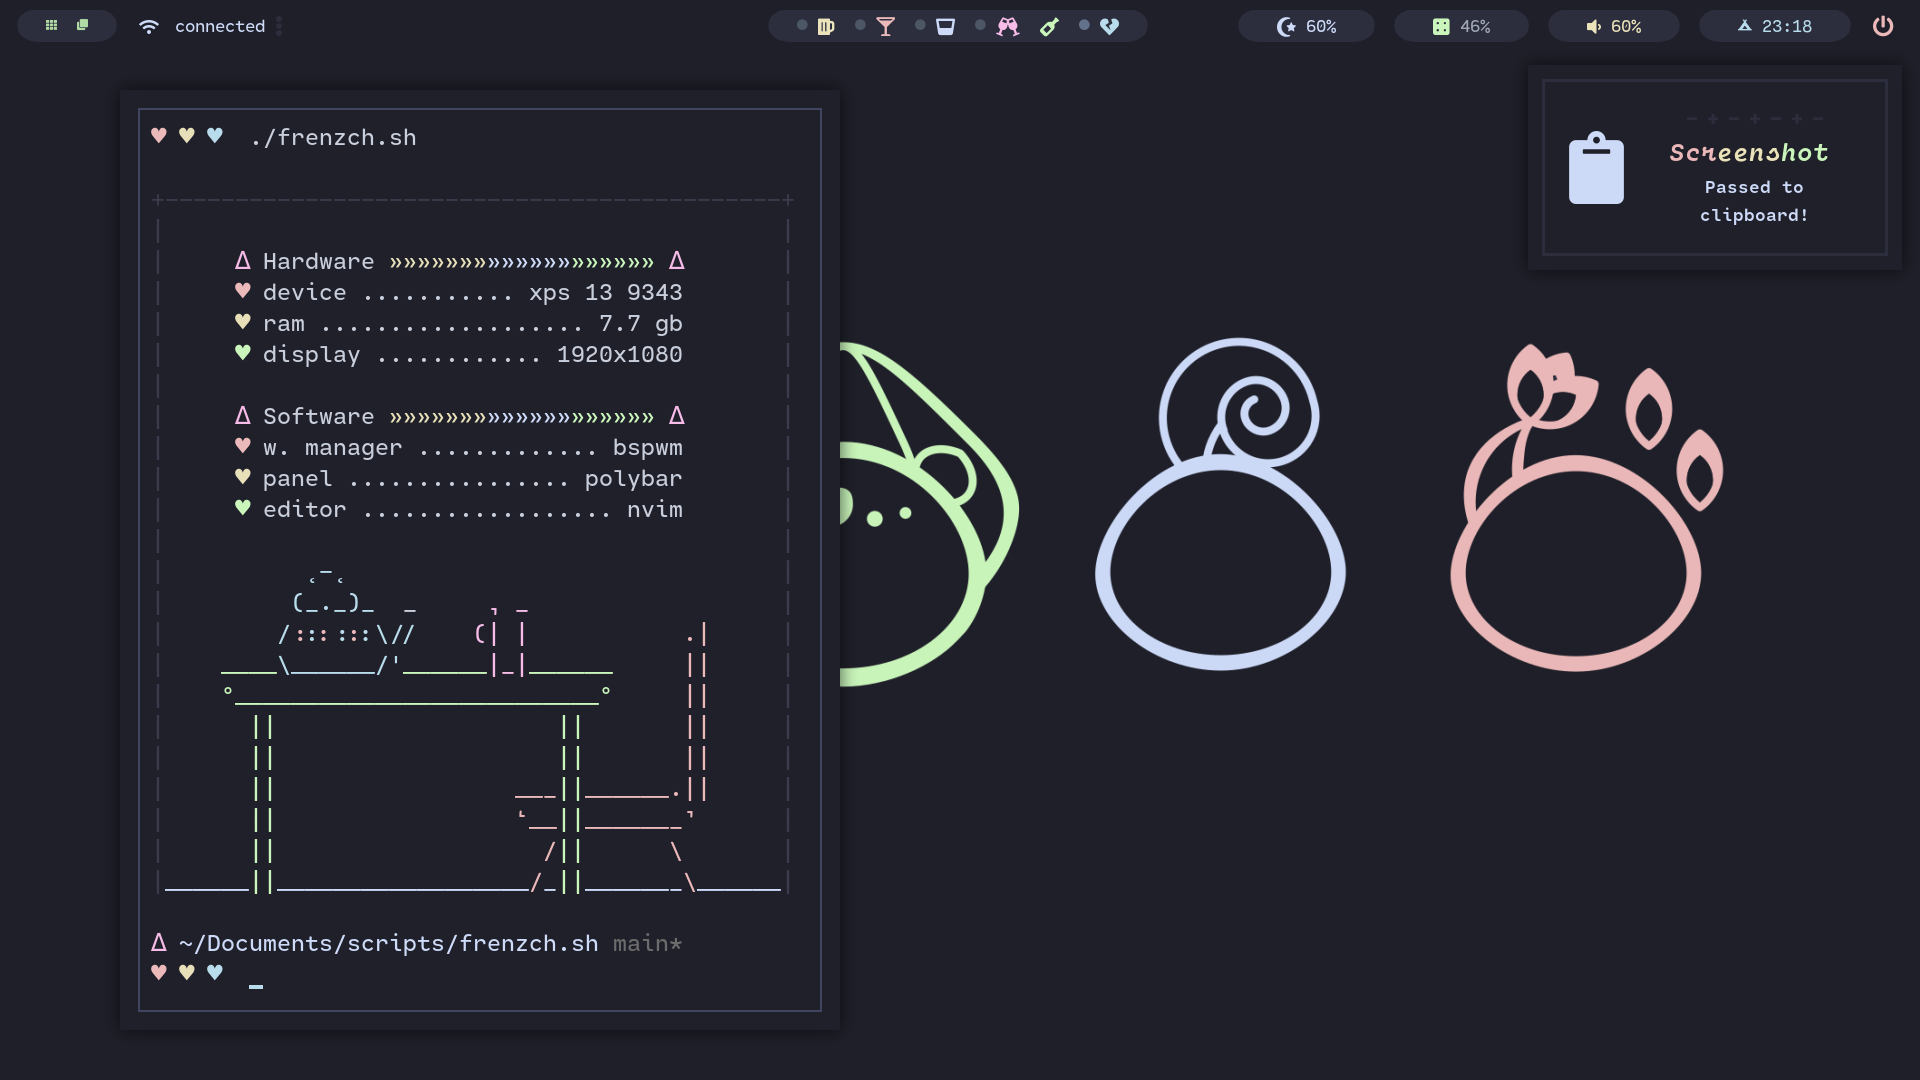 connected
60%
46%
60%
23:18
./frenzch.sh
Hardware »»»»»»»»»»»»»»»»»»»
device ........... xps 13 9343
ram ................... 7.7 gb
display ............ 1920x1080
Software »»»»»»»»»»»»»»»»»»»
w. manager ............. bspwm
panel ................ polybar
editor .................. nvim
~/Documents/scripts/frenzch.sh main*
Screenshot
Passed to
clipboard!